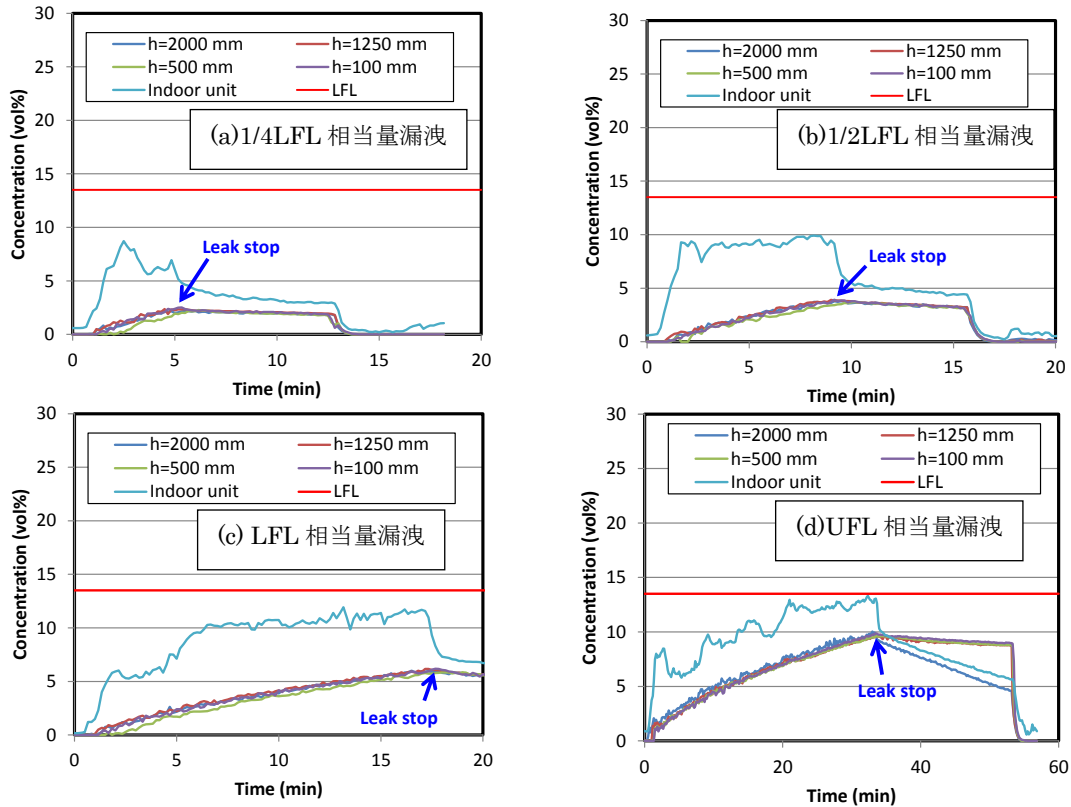 30
25
20
15
10
5
0
Concentration (vol%)
h=2000 mm
h=1250 mm
h=500 mm
h=100 mm
Indoor unit
LFL
(a)1/4LFL 相当量漏洩
Leak stop
0 5 10 15 20
Time (min)
30
25
20
15
10
5
0
Concentration (vol%)
h=2000 mm
h=1250 mm
h=500 mm
h=100 mm
Indoor unit
LFL
(b)1/2LFL 相当量漏洩
Leak stop
0 5 10 15 20
Time (min)
30
25
20
15
10
5
0
Concentration (vol%)
h=2000 mm
h=1250 mm
h=500 mm
h=100 mm
Indoor unit
LFL
(c) LFL 相当量漏洩
Leak stop
0 5 10 15 20
Time (min)
30
25
20
15
10
5
0
Concentration (vol%)
h=2000 mm
h=1250 mm
h=500 mm
h=100 mm
Indoor unit
LFL
(d)UFL 相当量漏洩
Leak stop
0 20 40 60
Time (min)